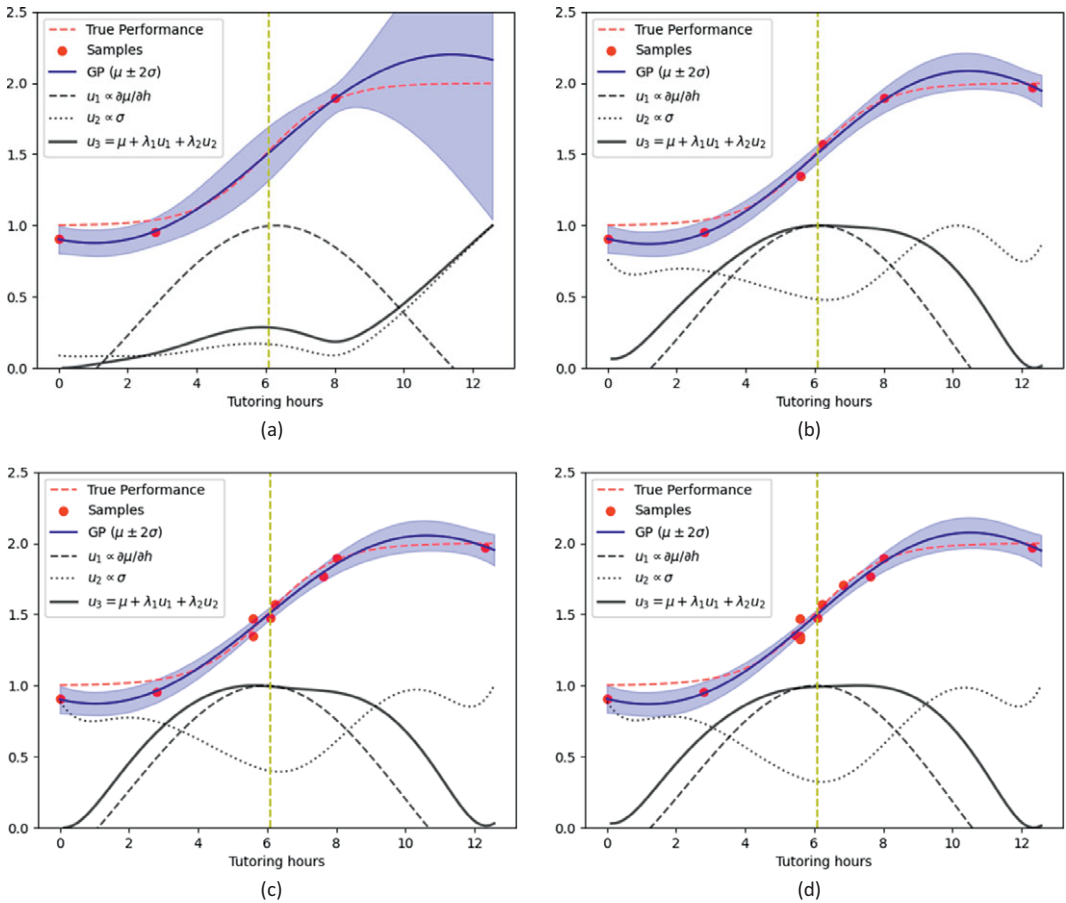 2.5
2.0
1.5
1.0
0.5
0.0
True Performance
Samples
GP (μ ± 2σ)
u₁ ∝ ∂μ/∂h
u₂ ∝ σ
u₃ = μ + λ₁u₁ + λ₂u₂
0 2 4 6 8 10 12
Tutoring hours
(a)
2.5
2.0
1.5
1.0
0.5
0.0
True Performance
Samples
GP (μ ± 2σ)
u₁ ∝ ∂μ/∂h
u₂ ∝ σ
u₃ = μ + λ₁u₁ + λ₂u₂
0 2 4 6 8 10 12
Tutoring hours
(b)
2.5
2.0
1.5
1.0
0.5
0.0
True Performance
Samples
GP (μ ± 2σ)
u₁ ∝ ∂μ/∂h
u₂ ∝ σ
u₃ = μ + λ₁u₁ + λ₂u₂
0 2 4 6 8 10 12
Tutoring hours
(c)
2.5
2.0
1.5
1.0
0.5
0.0
True Performance
Samples
GP (μ ± 2σ)
u₁ ∝ ∂μ/∂h
u₂ ∝ σ
u₃ = μ + λ₁u₁ + λ₂u₂
0 2 4 6 8 10 12
Tutoring hours
(d)